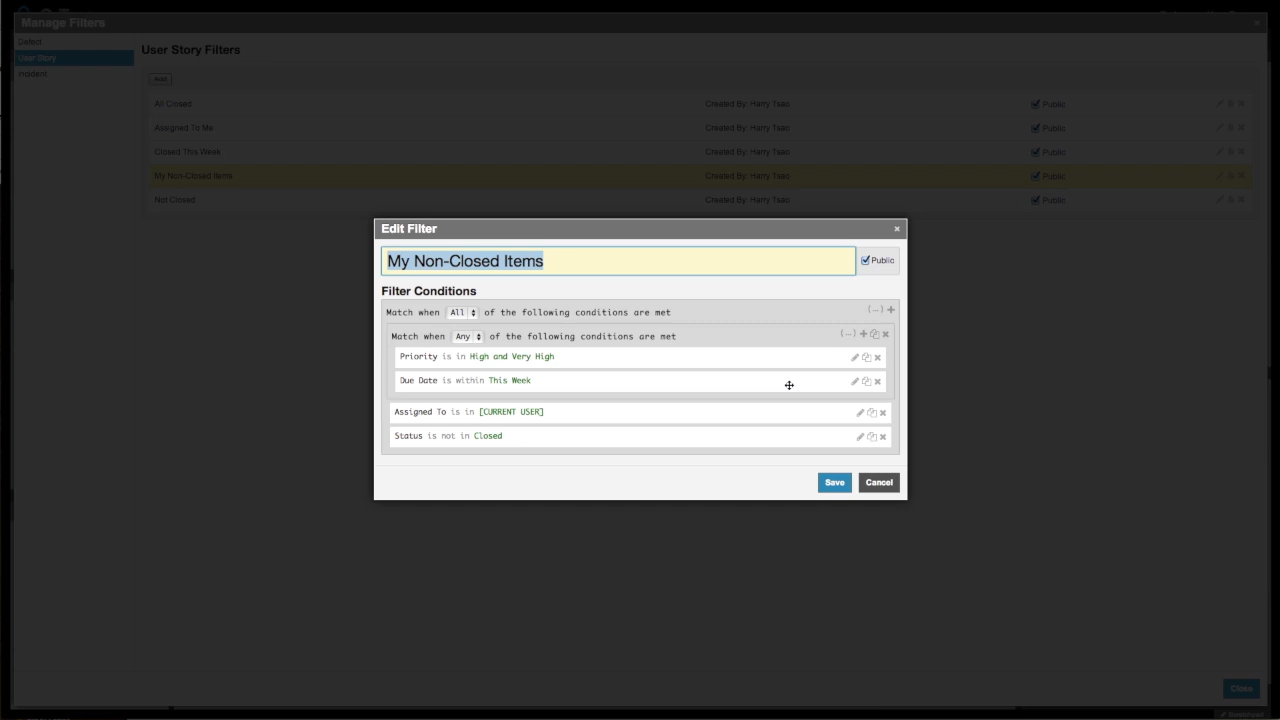 Manage Filters
Defect
User Story
Incident
User Story Filters
Add
All Closed Created By: Harry Tsao Public
Assigned To Me Created By: Harry Tsao Public
Closed This Week Created By: Harry Tsao Public
My Non-Closed Items Created By: Harry Tsao Public
Not Closed Created By: Harry Tsao Public
Edit Filter
My Non-Closed Items Public
Filter Conditions
Match when All of the following conditions are met
(...)
Match when Any of the following conditions are met
(...)
Priority is in High and Very High
Due Date is within This Week
Assigned To is in [CURRENT USER]
Status is not in Closed
Save Cancel
Close